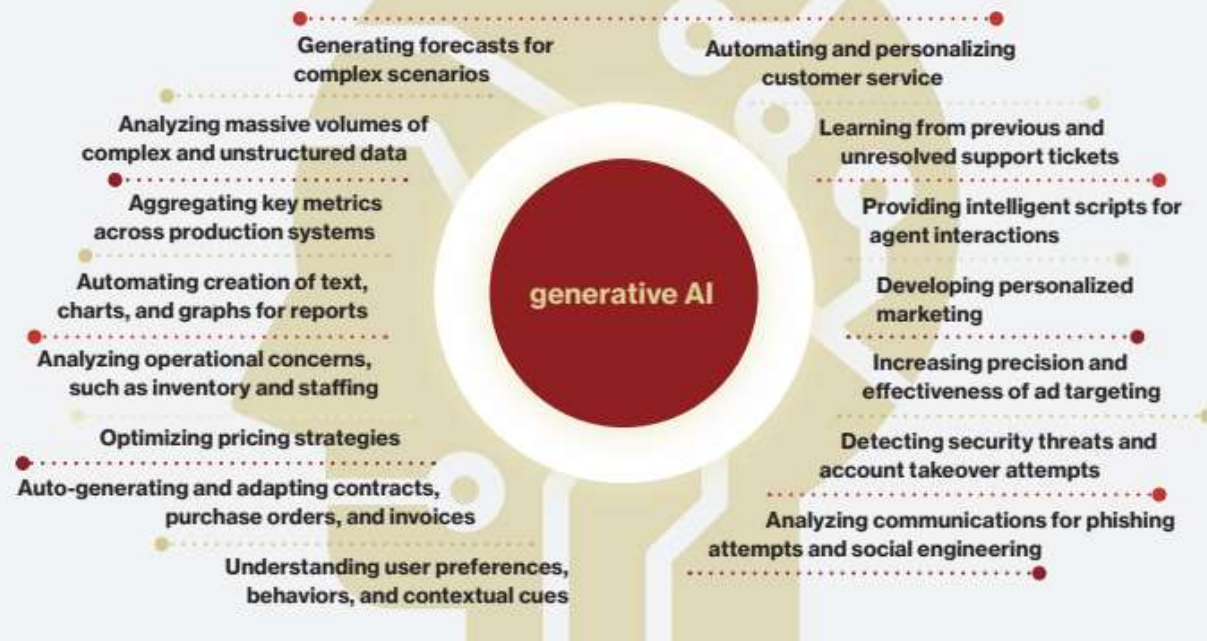 Generating forecasts for
complex scenarios
Analyzing massive volumes of
complex and unstructured data
Aggregating key metrics
across production systems
Automating creation of text,
charts, and graphs for reports
Analyzing operational concerns,
such as inventory and staffing
Optimizing pricing strategies
Auto-generating and adapting contracts,
purchase orders, and invoices
Understanding user preferences,
behaviors, and contextual cues
generative AI
Automating and personalizing
customer service
Learning from previous and
unresolved support tickets
Providing intelligent scripts for
agent interactions
Developing personalized
marketing
Increasing precision and
effectiveness of ad targeting
Detecting security threats and
account takeover attempts
Analyzing communications for phishing
attempts and social engineering